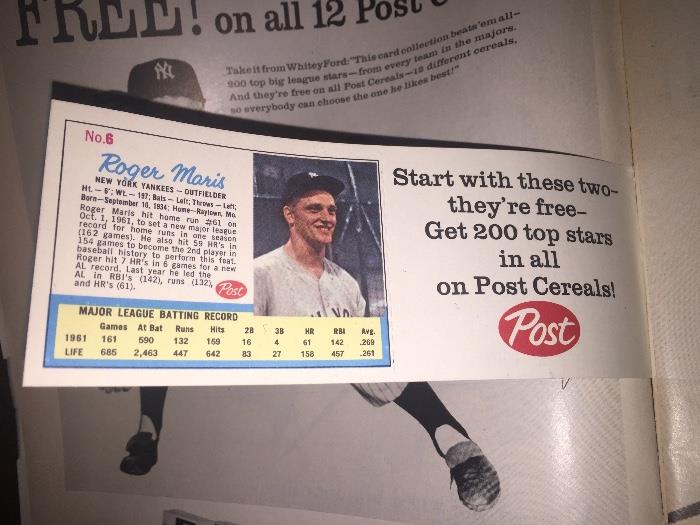 FREE! on all 12 Post C
Take it from Whitey Ford: "This card collection beats 'em all—
200 top big league stars—from every team in the majors.
And they're free on all Post Cereals—12 different cereals,
so everybody can choose the one he likes best!"
NY
No.6
Roger Maris
NEW YORK YANKEES — OUTFIELDER
Ht. — 6'; Wt. — 197; Bats — Left; Throws — Left;
Born—September 10, 1934; Home—Raytown, Mo.
Roger Maris hit home run #61 on
Oct. 1, 1961, to set a new major league
record for home runs in one season
(162 games). He also hit 59 HR's in
154 games to become the 2nd player in
baseball history to perform this feat.
Roger hit 7 HR's in 6 games for a new
AL record. Last year he led the
AL in RBI's (142), runs (132),
and HR's (61).
Post
MAJOR LEAGUE BATTING RECORD
Games At Bat Runs Hits 2B 3B HR RBI Avg.
1961 161 590 132 159 16 4 61 142 .269
LIFE 685 2,463 447 642 83 27 158 457 .261
Start with these two—
they're free—
Get 200 top stars
in all
on Post Cereals!
Post